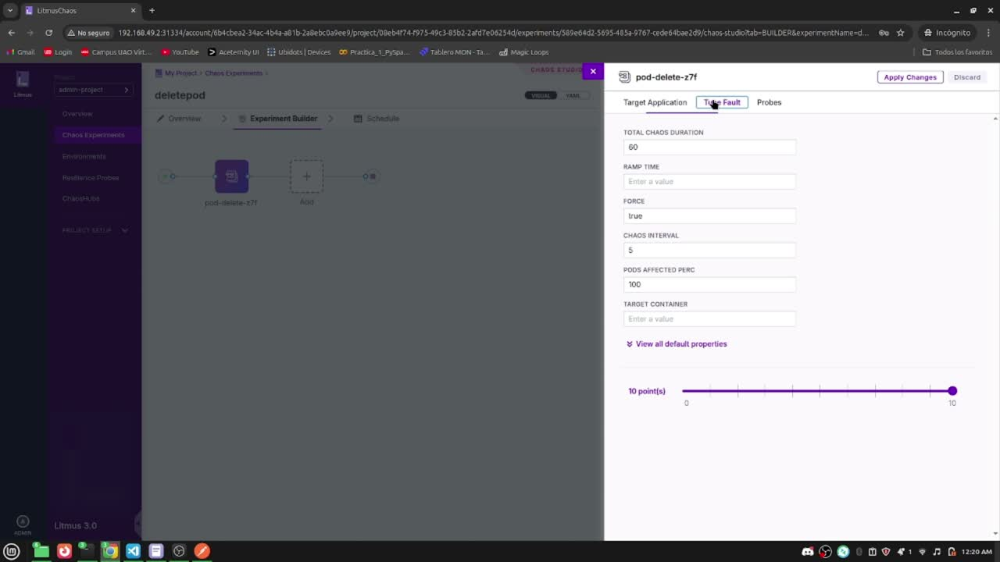 LitmusChaos
No seguro
192.168.49.2:31334/account/6b4cbea2-34ac-4b4a-a81b-2a8ebc0a9ee9/project/08eb4f74-f975-49c3-85b2-2afd7e06254d/experiments/589e64d2-5695-485a-9767-cede64bae2d9/chaos-studio?tab=BUILDER&experimentName=d...
Incógnito
Gmail
Login
Campus UAO Virt...
YouTube
Aceternity UI
Ubidots | Devices
Practica_1_PySpa...
Tablero MON - Ta...
Magic Loops
Todos los favoritos
Litmus
Project
admin-project
Overview
Chaos Experiments
Environments
Resilience Probes
ChaosHubs
PROJECT SETUP
Litmus 3.0
ADMIN
My Project
Chaos Experiments
CHAOS STUDIO
deletepod
VISUAL
YAML
Overview
Experiment Builder
Schedule
pod-delete-z7f
Add
pod-delete-z7f
Apply Changes
Discard
Target Application
Tune Fault
Probes
TOTAL CHAOS DURATION
60
RAMP TIME
Enter a value
FORCE
true
CHAOS INTERVAL
5
PODS AFFECTED PERC
100
TARGET CONTAINER
Enter a value
View all default properties
10 point(s)
0
10
6
3
1
12:20 AM